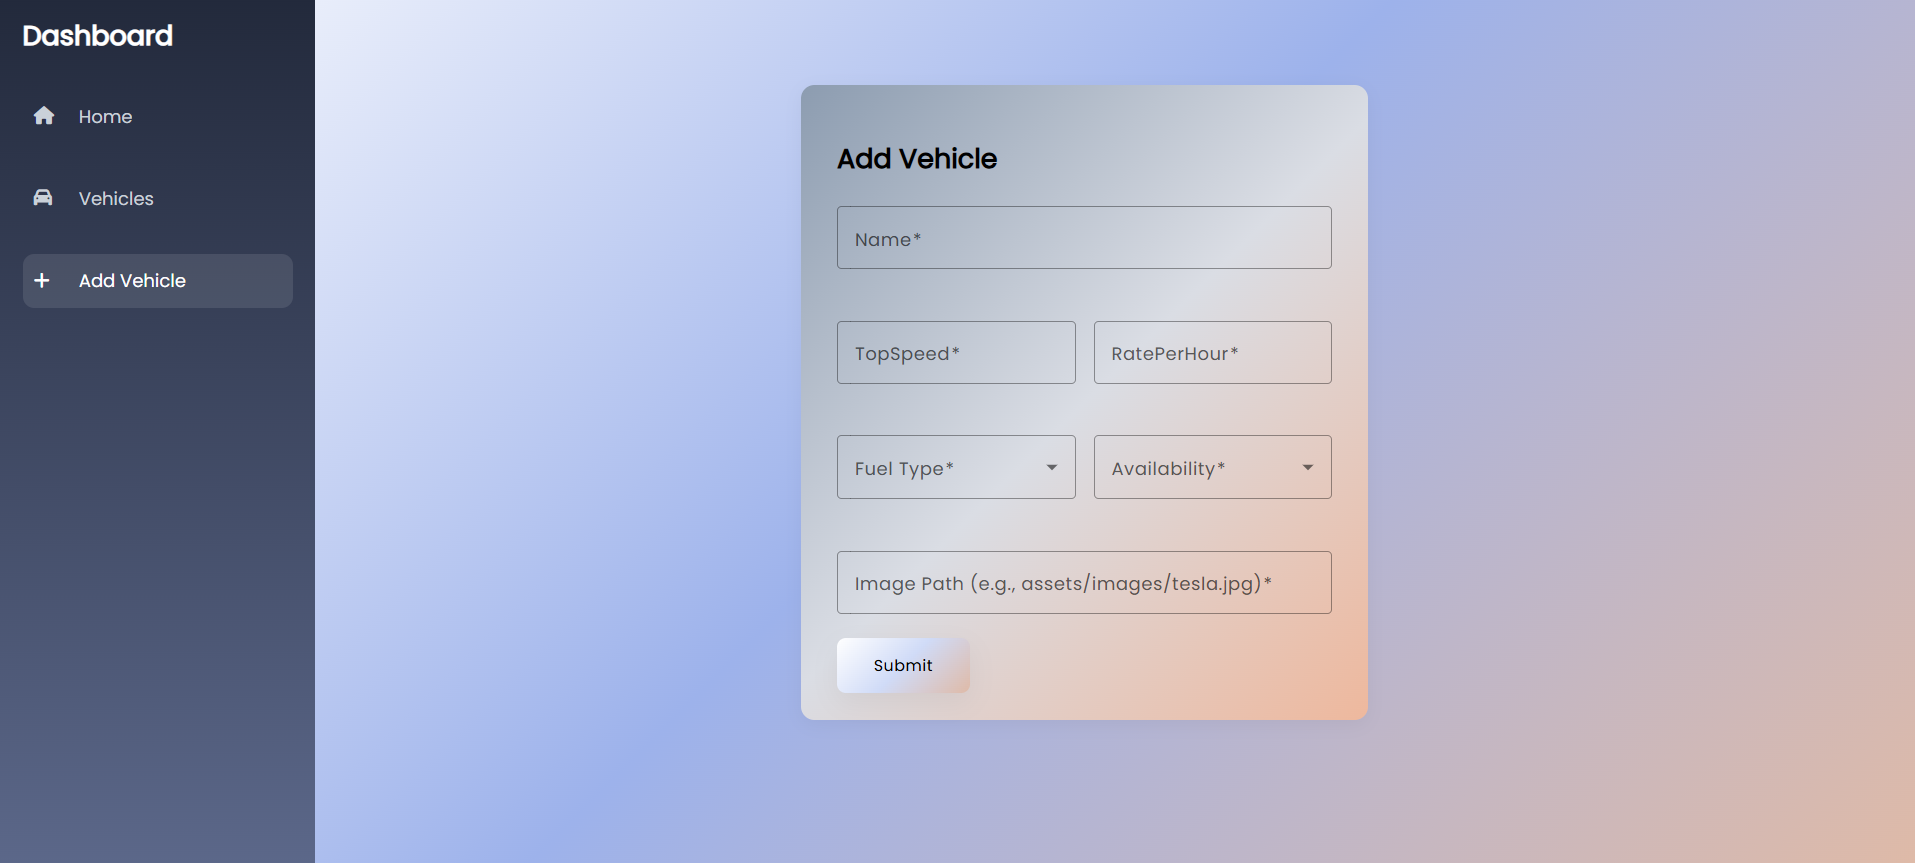 Dashboard
Home
Vehicles
Add Vehicle
Add Vehicle
Name*
TopSpeed*
RatePerHour*
Fuel Type*
Availability*
Image Path (e.g., assets/images/tesla.jpg)*
Submit